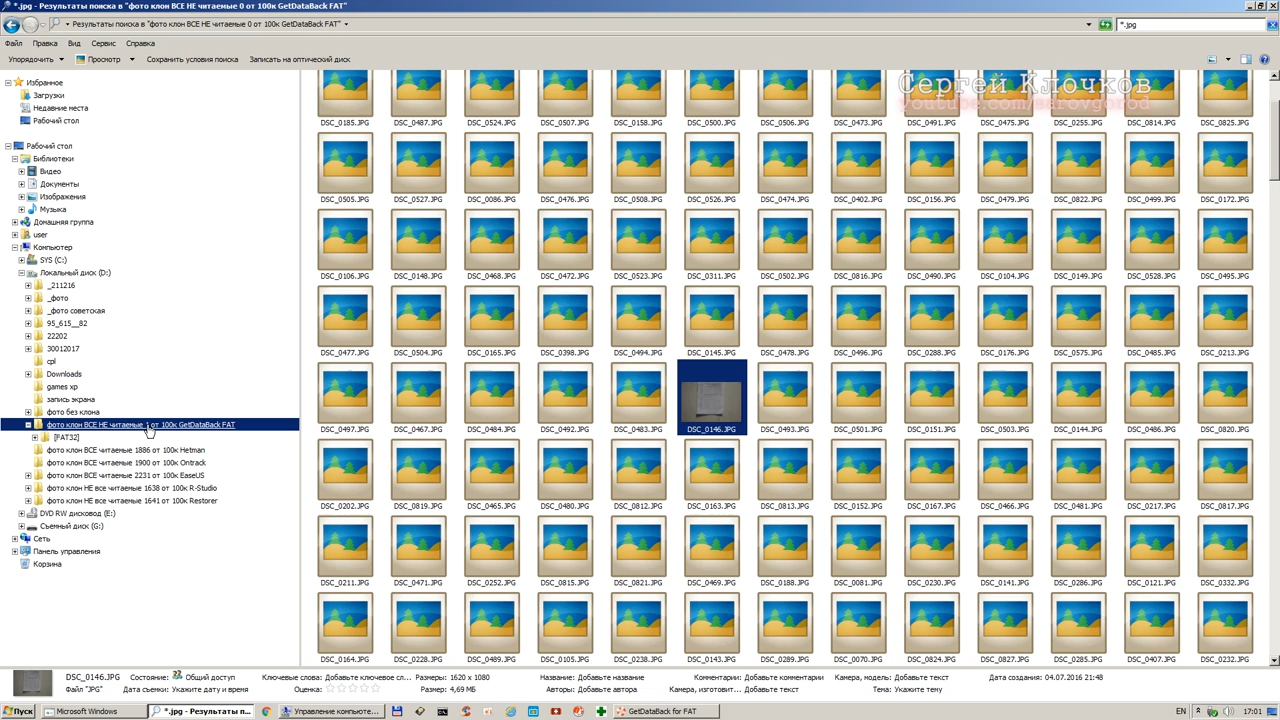 *.jpg - Результаты поиска в "фото клон ВСЕ НЕ читаемые 0 от 100к GetDataBack FAT"
Результаты поиска в "фото клон ВСЕ НЕ читаемые 0 от 100к GetDataBack FAT"
*.jpg
Файл Правка Вид Сервис Справка
Упорядочить Просмотр Сохранить условия поиска Записать на оптический диск
Сергей Клочков
youtube.com/sarovgorod
Избранное
Загрузки
Недавние места
Рабочий стол
Рабочий стол
Библиотеки
Видео
Документы
Изображения
Музыка
Домашняя группа
user
Компьютер
SYS (C:)
Локальный диск (D:)
_211216
_фото
_фото советская
95_615__82
22202
30012017
cpl
Downloads
games xp
запись экрана
фото без клона
фото клон ВСЕ НЕ читаемые 1 от 100к GetDataBack FAT
[FAT32]
фото клон ВСЕ читаемые 1886 от 100к Hetman
фото клон ВСЕ читаемые 1900 от Ontrack
фото клон ВСЕ читаемые 2231 от 100к EaseUS
фото клон НЕ все читаемые 1638 от 100к R-Studio
фото клон НЕ все читаемые 1641 от 100к Restorer
DVD RW дисковод (E:)
Съемный диск (G:)
Сеть
Панель управления
Корзина
DSC_0185.JPG DSC_0487.JPG DSC_0524.JPG DSC_0507.JPG DSC_0158.JPG DSC_0500.JPG DSC_0506.JPG DSC_0473.JPG DSC_0491.JPG DSC_0475.JPG DSC_0255.JPG DSC_0814.JPG DSC_0825.JPG
DSC_0505.JPG DSC_0527.JPG DSC_0086.JPG DSC_0476.JPG DSC_0508.JPG DSC_0526.JPG DSC_0474.JPG DSC_0402.JPG DSC_0156.JPG DSC_0479.JPG DSC_0822.JPG DSC_0499.JPG DSC_0172.JPG
DSC_0106.JPG DSC_0148.JPG DSC_0468.JPG DSC_0472.JPG DSC_0523.JPG DSC_0311.JPG DSC_0502.JPG DSC_0816.JPG DSC_0490.JPG DSC_0104.JPG DSC_0149.JPG DSC_0528.JPG DSC_0495.JPG
DSC_0477.JPG DSC_0504.JPG DSC_0165.JPG DSC_0398.JPG DSC_0494.JPG DSC_0145.JPG DSC_0478.JPG DSC_0496.JPG DSC_0288.JPG DSC_0176.JPG DSC_0575.JPG DSC_0485.JPG DSC_0213.JPG
DSC_0497.JPG DSC_0467.JPG DSC_0484.JPG DSC_0492.JPG DSC_0483.JPG DSC_0146.JPG DSC_0493.JPG DSC_0501.JPG DSC_0151.JPG DSC_0503.JPG DSC_0144.JPG DSC_0486.JPG DSC_0820.JPG
DSC_0202.JPG DSC_0819.JPG DSC_0465.JPG DSC_0480.JPG DSC_0812.JPG DSC_0163.JPG DSC_0813.JPG DSC_0152.JPG DSC_0167.JPG DSC_0466.JPG DSC_0481.JPG DSC_0217.JPG DSC_0817.JPG
DSC_0211.JPG DSC_0471.JPG DSC_0252.JPG DSC_0815.JPG DSC_0821.JPG DSC_0469.JPG DSC_0188.JPG DSC_0081.JPG DSC_0230.JPG DSC_0141.JPG DSC_0286.JPG DSC_0121.JPG DSC_0332.JPG
DSC_0164.JPG DSC_0228.JPG DSC_0489.JPG DSC_0105.JPG DSC_0238.JPG DSC_0143.JPG DSC_0289.JPG DSC_0070.JPG DSC_0824.JPG DSC_0827.JPG DSC_0285.JPG DSC_0407.JPG DSC_0232.JPG
DSC_0146.JPG Состояние: Общий доступ Ключевые слова: Добавьте ключевое сл... Размеры: 1620 x 1080 Название: Добавьте название Комментарии: Добавьте комментарии Камера, модель: Добавьте текст Дата создания: 04.07.2016 21:48
Файл "JPG" Дата съемки: Укажите дату и время Оценка: Размер: 4,69 МБ Авторы: Добавьте автора Камера, изготовит... Добавьте текст Тема: Укажите тему
Пуск Microsoft Windows *.jpg - Результаты п... Управление компьюте... GetDataBack for FAT EN 17:01